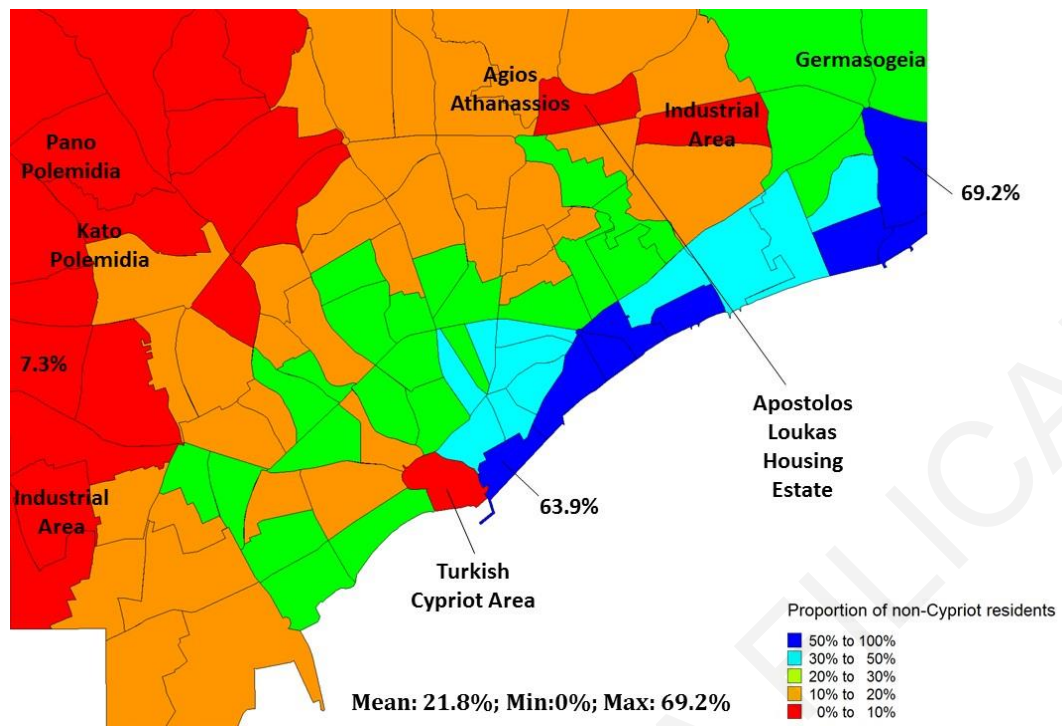 Germasogeia
Agios
Athanassios
Industrial
Area
Pano
Polemidia
69.2%
Kato
Polemidia
7.3%
Apostolos
Loukas
Housing
Estate
Industrial
Area
63.9%
Turkish
Cypriot Area
Proportion of non-Cypriot residents
50% to 100%
30% to 50%
20% to 30%
10% to 20%
0% to 10%
Mean: 21.8%; Min:0%; Max: 69.2%